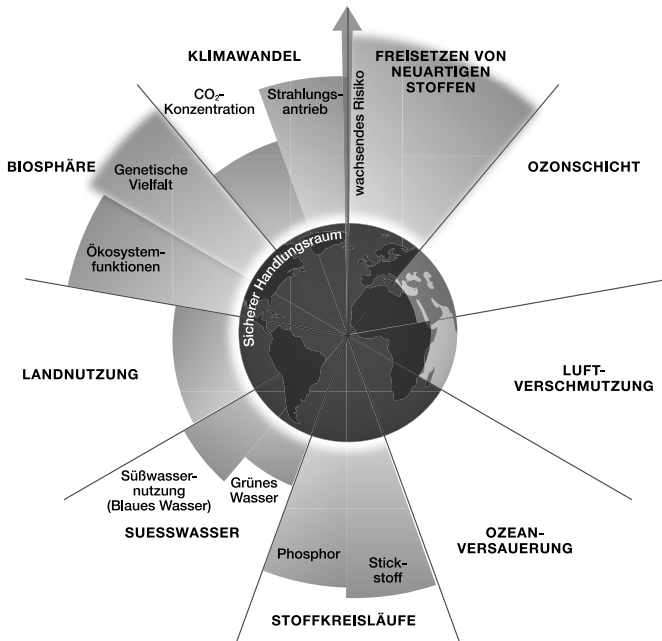 KLIMAWANDEL
CO₂-
Konzentration
Strahlungs-
antrieb
wachsendes Risiko
FREISETZEN VON
NEUARTIGEN
STOFFEN
OZONSCHICHT
BIOSPHÄRE
Genetische
Vielfalt
Ökosystem-
funktionen
Sicherer Handlungsraum
LANDNUTZUNG
LUFT-
VERSCHMUTZUNG
Süßwasser-
nutzung
(Blaues Wasser)
Grünes
Wasser
SUESSWASSER
OZEAN-
VERSAUERUNG
Phosphor
Stick-
stoff
STOFFKREISLÄUFE